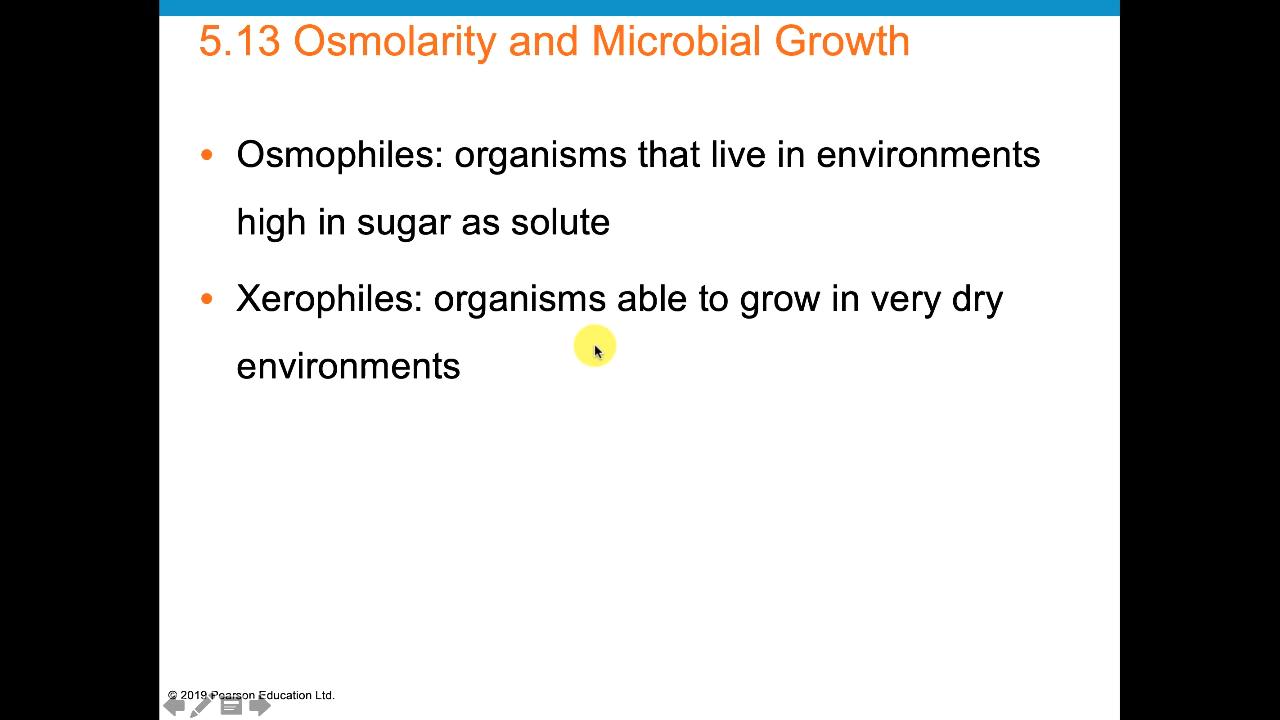 5.13 Osmolarity and Microbial Growth
• Osmophiles: organisms that live in environments
high in sugar as solute
• Xerophiles: organisms able to grow in very dry
environments
© 2019 Pearson Education Ltd.